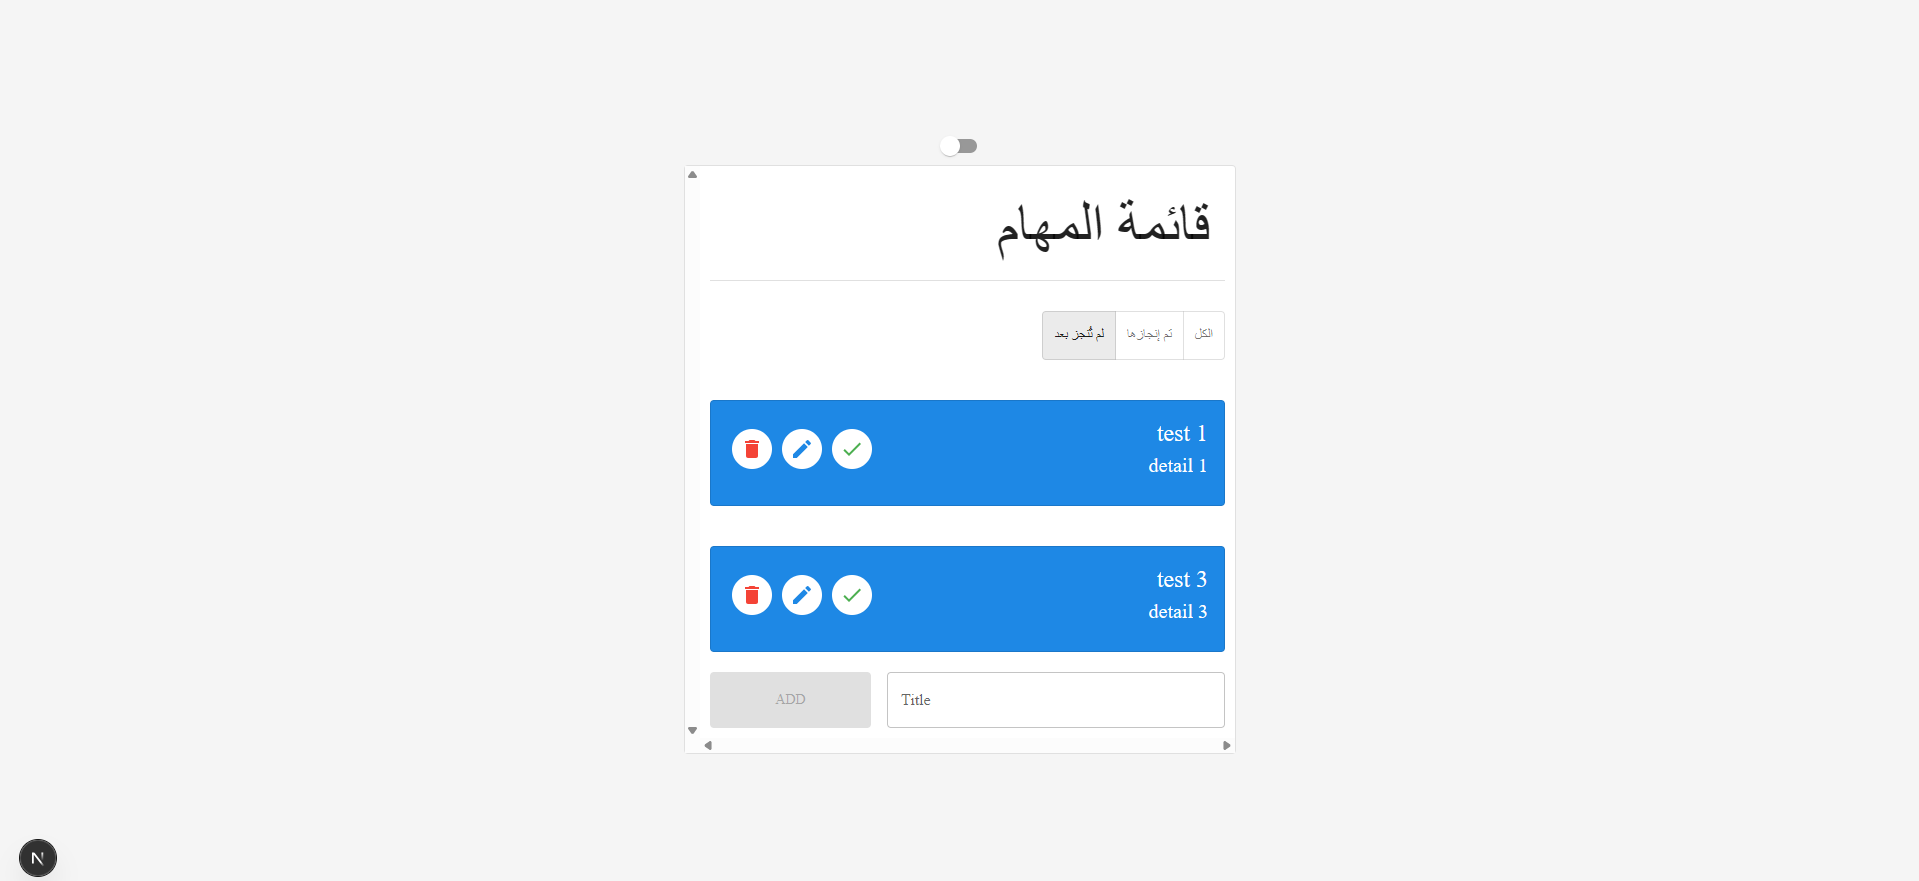 قائمة المهام
الكل
تم إنجازها
لم تُنجز بعد
test 1
detail 1
test 3
detail 3
Title
ADD
N